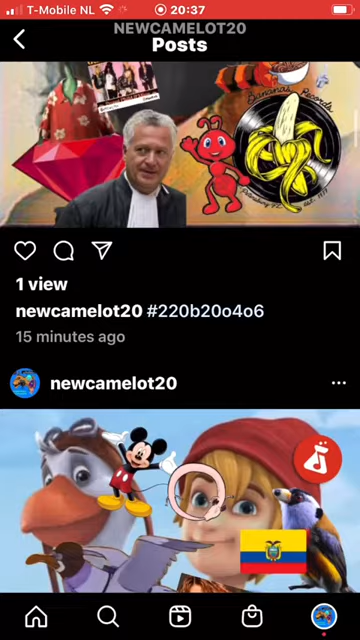 T-Mobile NL
20:37
NEWCAMELOT20
Posts
Bananas Records
1 view
newcamelot20 #220b20o4o6
15 minutes ago
newcamelot20